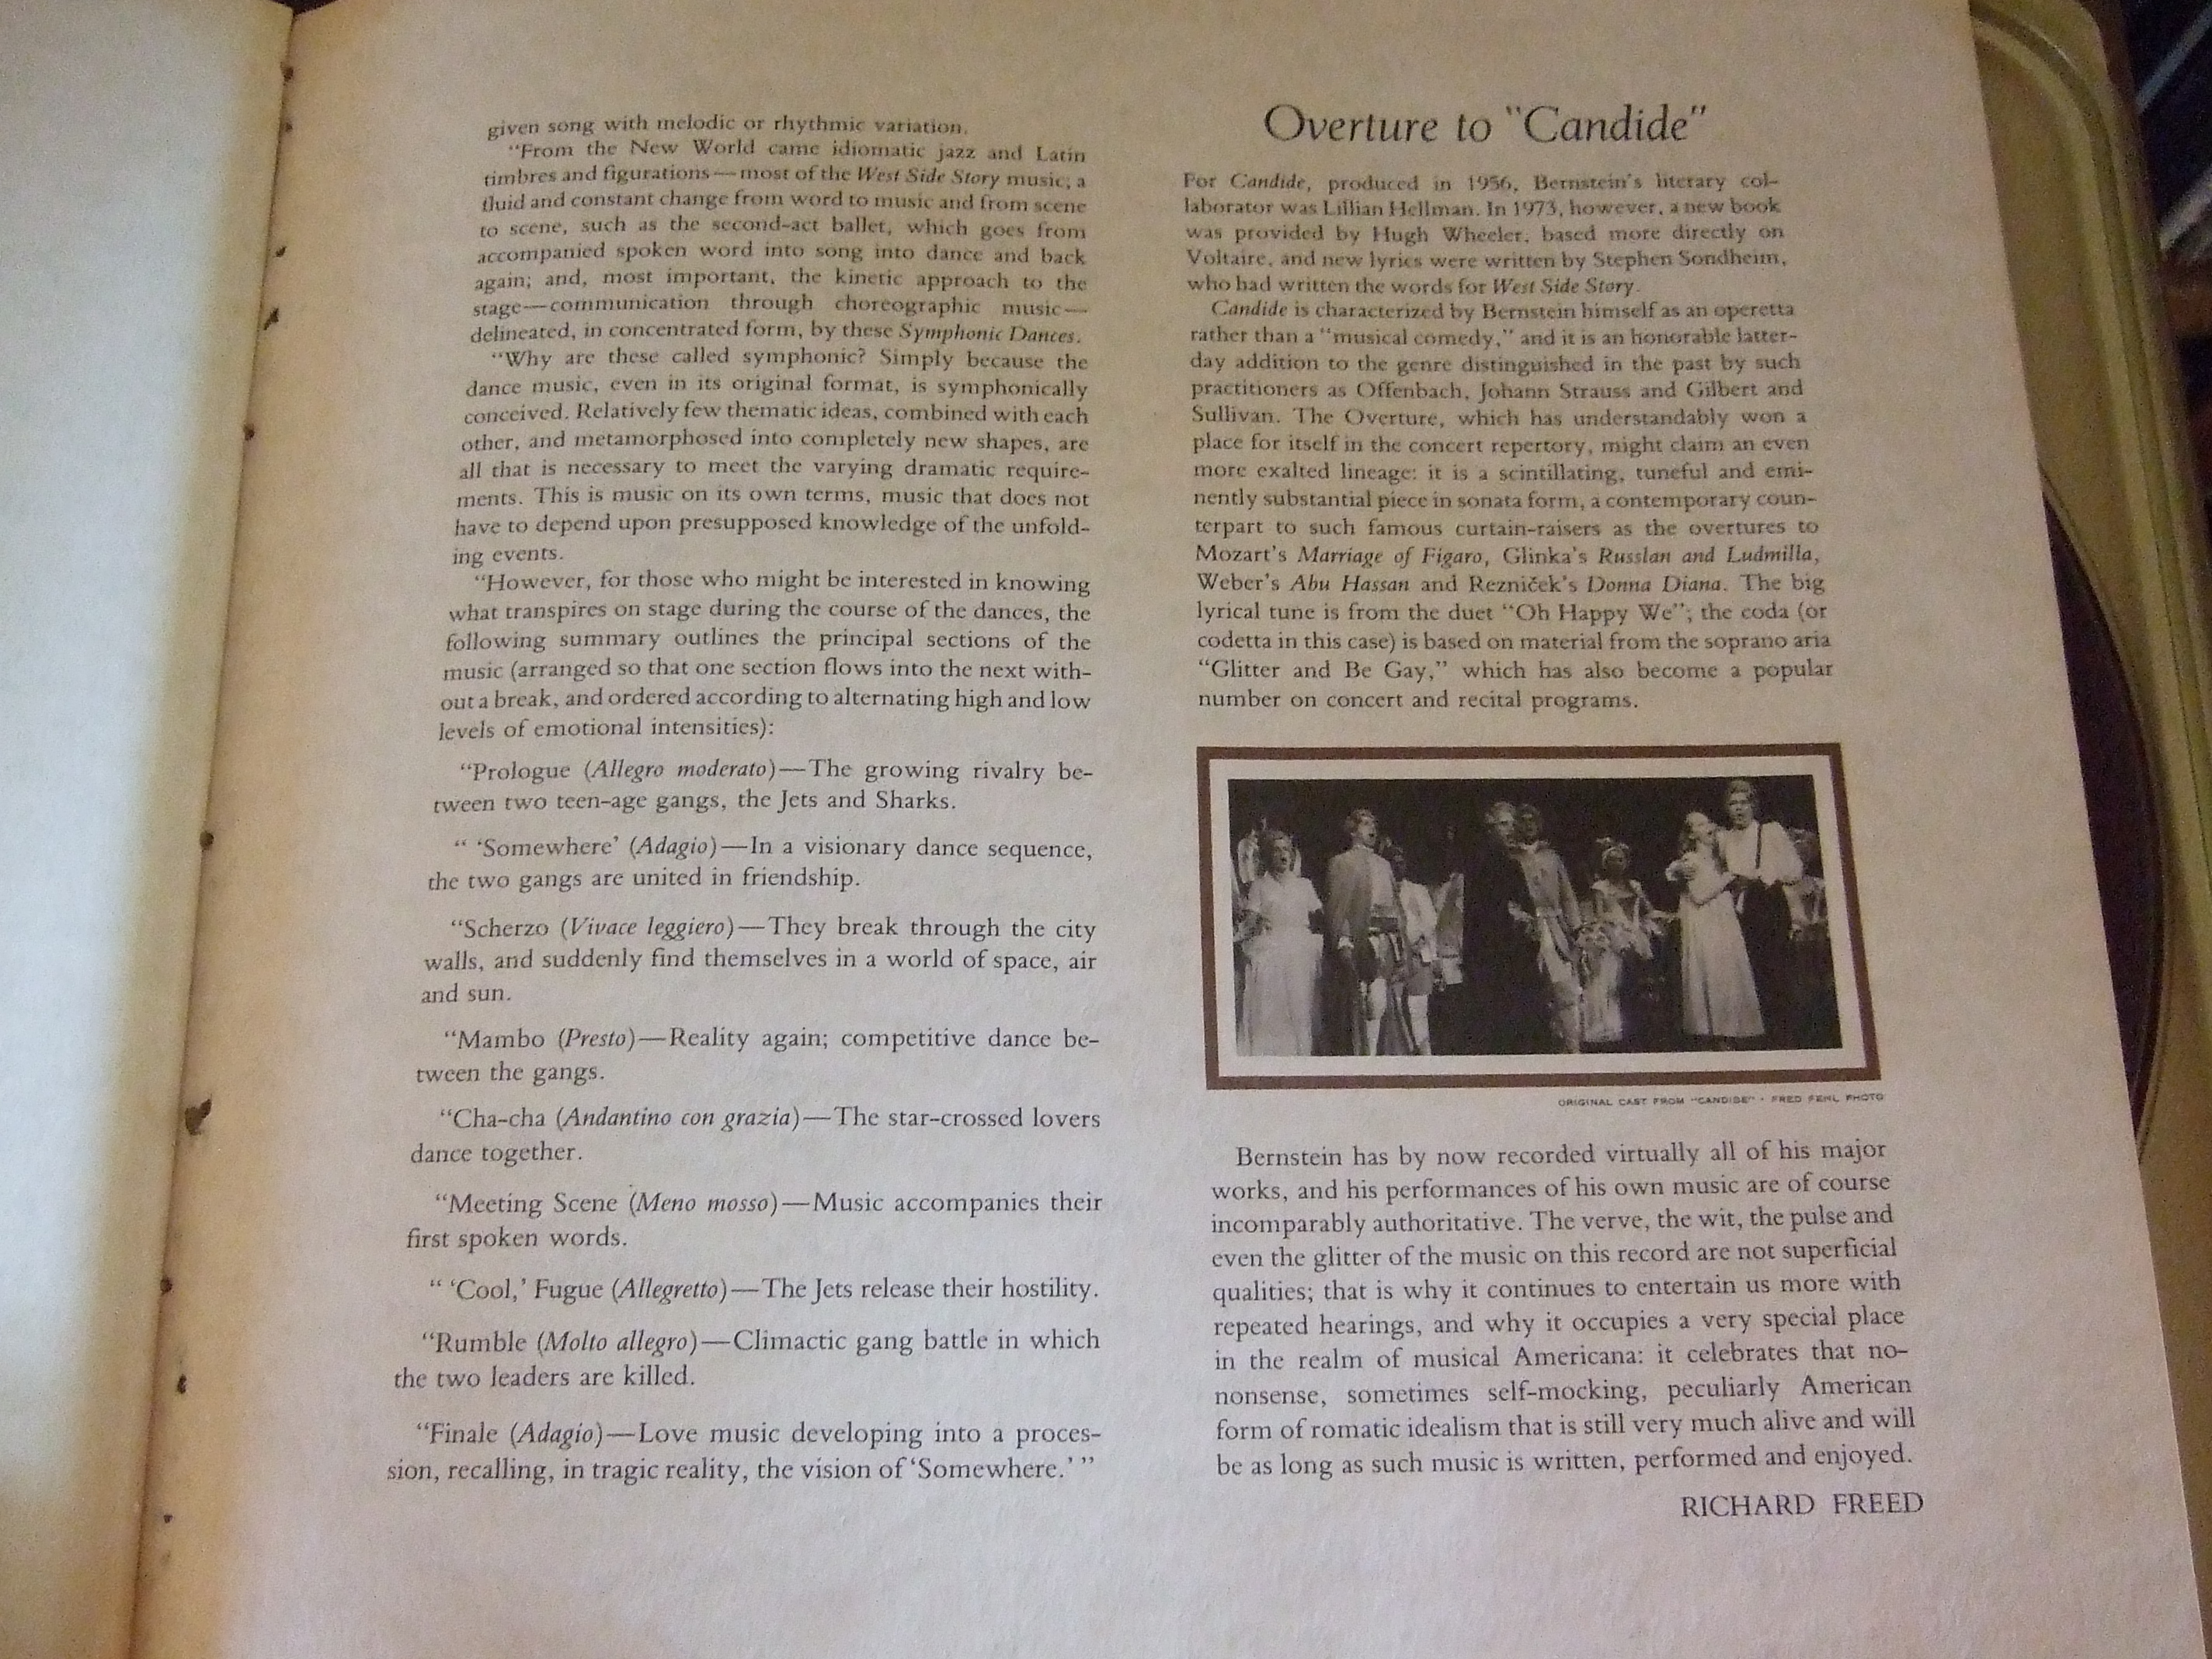 given song with melodic or rhythmic variation.
“From the New World came idiomatic jazz and Latin
timbres and figurations—most of the West Side Story music; a
fluid and constant change from word to music and from scene
to scene, such as the second-act ballet, which goes from
accompanied spoken word into song into dance and back
again; and, most important, the kinetic approach to the
stage—communication through choreographic music—
delineated, in concentrated form, by these Symphonic Dances.
“Why are these called symphonic? Simply because the
dance music, even in its original format, is symphonically
conceived. Relatively few thematic ideas, combined with each
other, and metamorphosed into completely new shapes, are
all that is necessary to meet the varying dramatic require-
ments. This is music on its own terms, music that does not
have to depend upon presupposed knowledge of the unfold-
ing events.
“However, for those who might be interested in knowing
what transpires on stage during the course of the dances, the
following summary outlines the principal sections of the
music (arranged so that one section flows into the next with-
out a break, and ordered according to alternating high and low
levels of emotional intensities):
“Prologue (Allegro moderato)—The growing rivalry be-
tween two teen-age gangs, the Jets and Sharks.
“ ‘Somewhere’ (Adagio)—In a visionary dance sequence,
the two gangs are united in friendship.
“Scherzo (Vivace leggiero)—They break through the city
walls, and suddenly find themselves in a world of space, air
and sun.
“Mambo (Presto)—Reality again; competitive dance be-
tween the gangs.
“Cha-cha (Andantino con grazia)—The star-crossed lovers
dance together.
“Meeting Scene (Meno mosso)—Music accompanies their
first spoken words.
“ ‘Cool,’ Fugue (Allegretto)—The Jets release their hostility.
“Rumble (Molto allegro)—Climactic gang battle in which
the two leaders are killed.
“Finale (Adagio)—Love music developing into a proces-
sion, recalling, in tragic reality, the vision of ‘Somewhere.’ ”
Overture to “Candide”
For Candide, produced in 1956, Bernstein’s literary col-
laborator was Lillian Hellman. In 1973, however, a new book
was provided by Hugh Wheeler, based more directly on
Voltaire, and new lyrics were written by Stephen Sondheim,
who had written the words for West Side Story.
Candide is characterized by Bernstein himself as an operetta
rather than a “musical comedy,” and it is an honorable latter-
day addition to the genre distinguished in the past by such
practitioners as Offenbach, Johann Strauss and Gilbert and
Sullivan. The Overture, which has understandably won a
place for itself in the concert repertory, might claim an even
more exalted lineage: it is a scintillating, tuneful and emi-
nently substantial piece in sonata form, a contemporary coun-
terpart to such famous curtain-raisers as the overtures to
Mozart’s Marriage of Figaro, Glinka’s Russlan and Ludmilla,
Weber’s Abu Hassan and Rezniček’s Donna Diana. The big
lyrical tune is from the duet “Oh Happy We”; the coda (or
codetta in this case) is based on material from the soprano aria
“Glitter and Be Gay,” which has also become a popular
number on concert and recital programs.
ORIGINAL CAST FROM “CANDIDE” · FRED FEHL PHOTO
Bernstein has by now recorded virtually all of his major
works, and his performances of his own music are of course
incomparably authoritative. The verve, the wit, the pulse and
even the glitter of the music on this record are not superficial
qualities; that is why it continues to entertain us more with
repeated hearings, and why it occupies a very special place
in the realm of musical Americana: it celebrates that no-
nonsense, sometimes self-mocking, peculiarly American
form of romatic idealism that is still very much alive and will
be as long as such music is written, performed and enjoyed.
RICHARD FREED